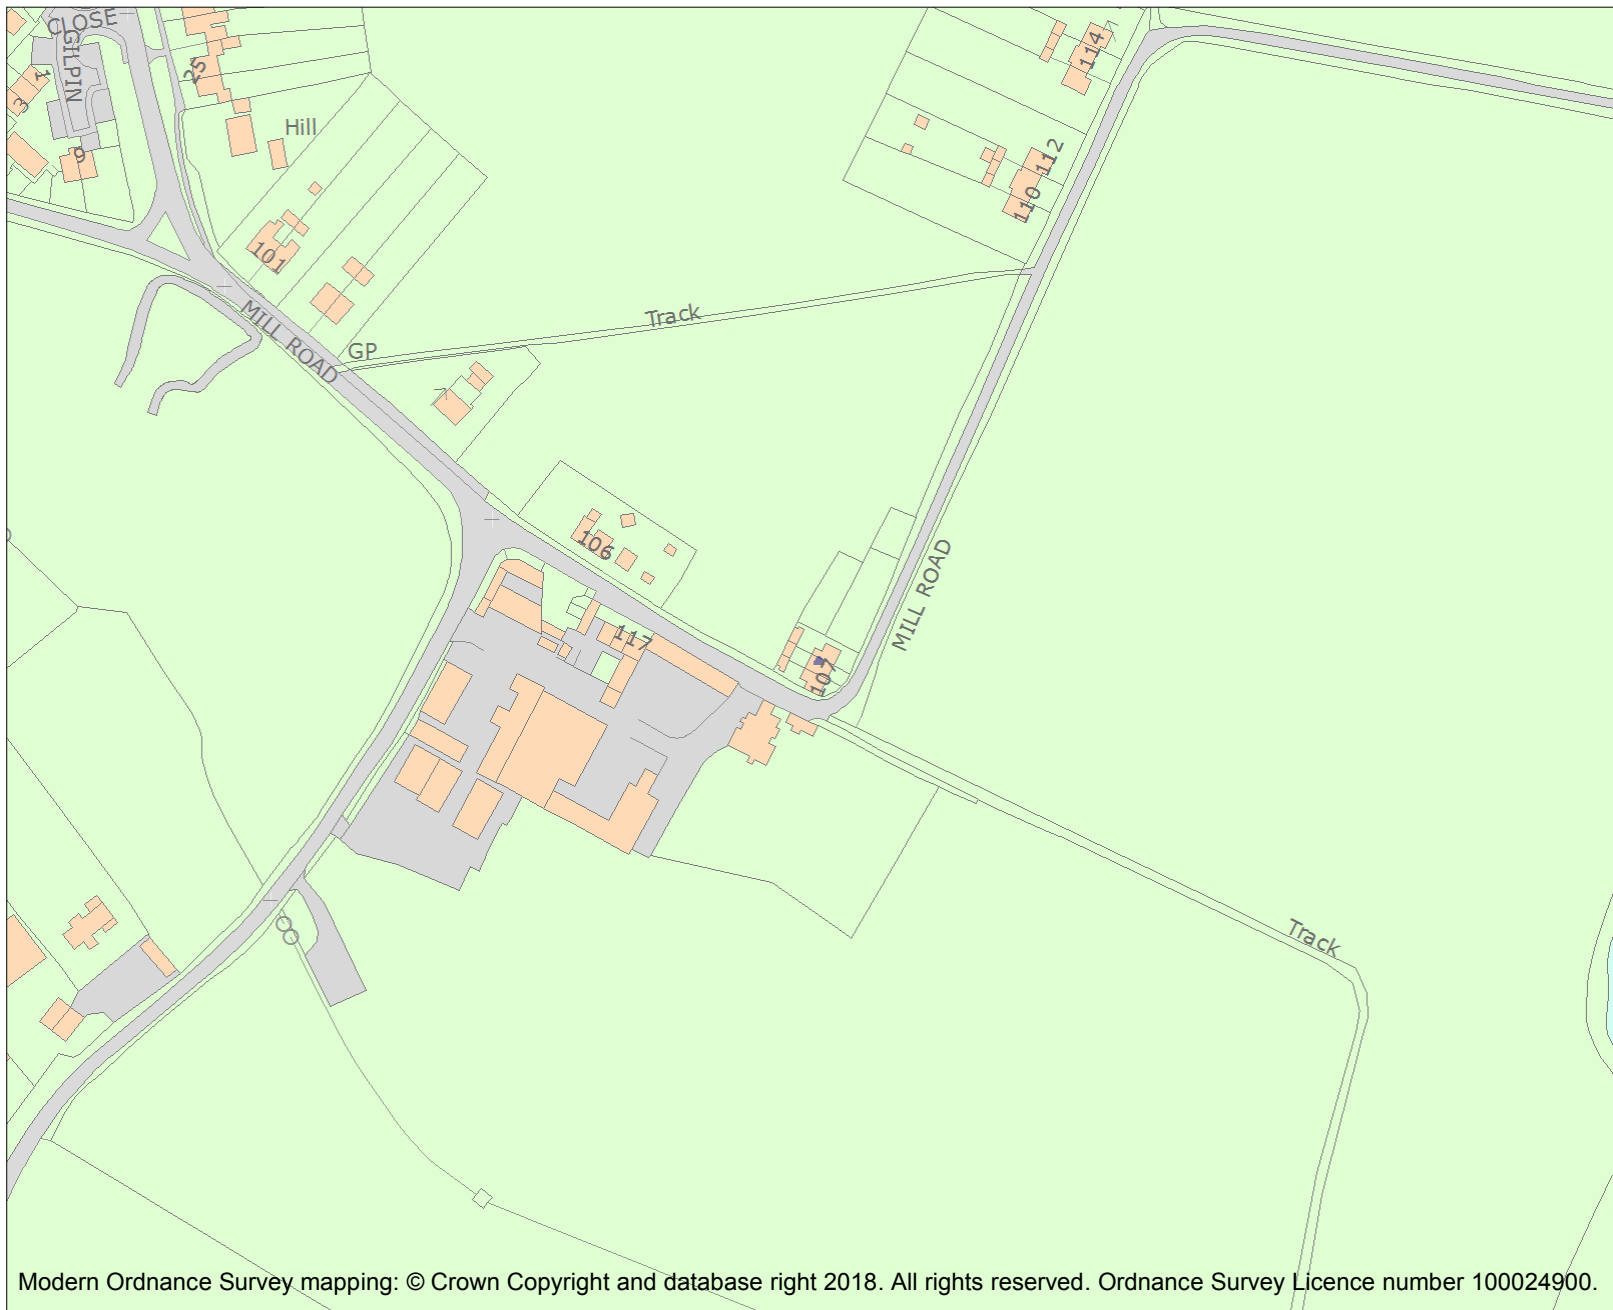 CLOSE
GILPIN
1
3
9
25
Hill
114
112
110
101
MILL ROAD
GP
Track
106
117
MILL ROAD
107
Track
Modern Ordnance Survey mapping: © Crown Copyright and database right 2018. All rights reserved. Ordnance Survey Licence number 100024900.